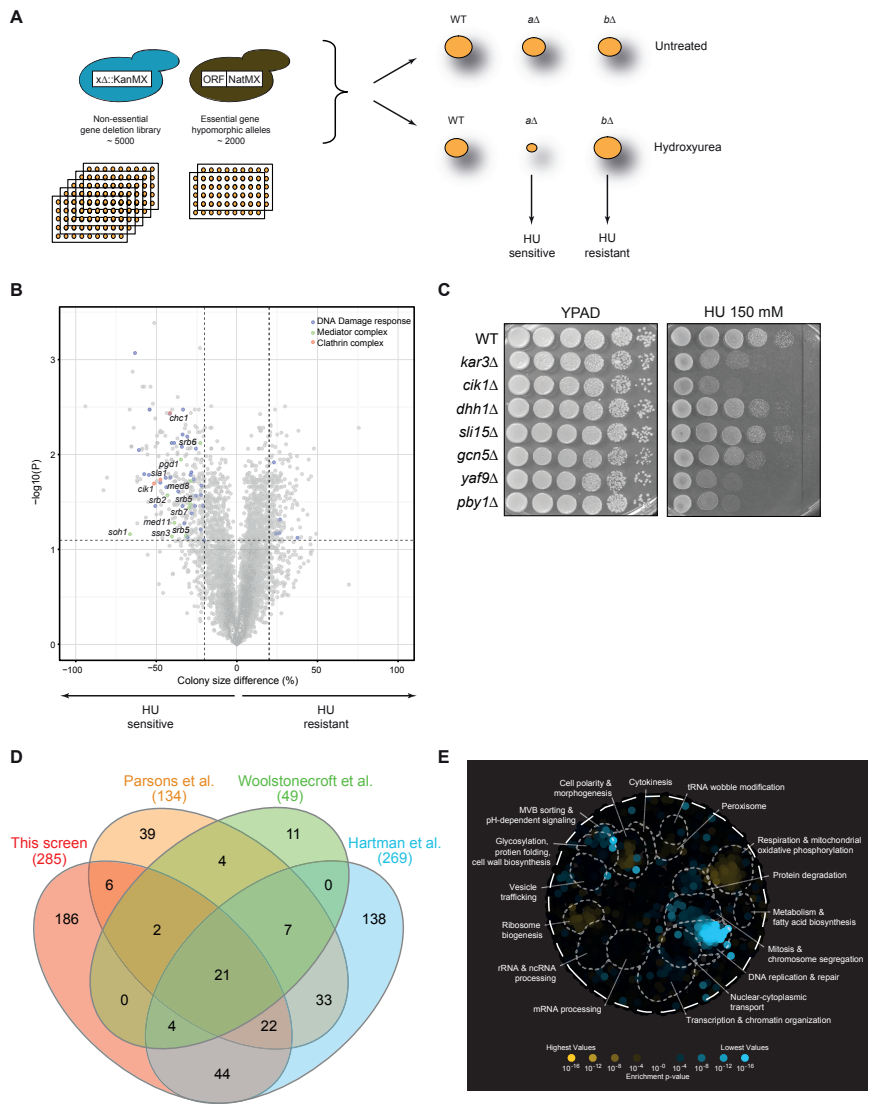 A
xΔ::KanMX
ORF NatMX
Non-essential
gene deletion library
~ 5000
Essential gene
hypomorphic alleles
~ 2000
WT aΔ bΔ
Untreated
WT aΔ bΔ
Hydroxyurea
HU
sensitive
HU
resistant
B
DNA Damage response
Mediator complex
Clathrin complex
−log10(P)
3
2
1
0
chc1
srb6
pgd1
sla1
cik1
med8
srb2
srb5
srb7
med11
soh1
ssn3
srb5
−100 −50 0 50 100
Colony size difference (%)
HU
sensitive
HU
resistant
C
YPAD HU 150 mM
WT
kar3Δ
cik1Δ
dhh1Δ
sli15Δ
gcn5Δ
yaf9Δ
pby1Δ
D
Parsons et al.
(134)
Woolstonecroft et al.
(49)
This screen
(285)
Hartman et al.
(269)
39
11
4
6
0
186
2
7
138
21
0
33
4
22
44
E
Cell polarity &
morphogenesis
Cytokinesis
tRNA wobble modification
Peroxisome
MVB sorting &
pH-dependent signaling
Glycosylation,
protien folding,
cell wall biosynthesis
Respiration & mitochondrial
oxidative phosphorylation
Protein degradation
Vesicle
trafficking
Metabolism &
fatty acid biosynthesis
Ribosome
biogenesis
Mitosis &
chromosome segregation
rRNA & ncRNA
processing
DNA replication & repair
Nuclear-cytoplasmic
transport
mRNA processing
Transcription & chromatin organization
Highest Values Lowest Values
10⁻¹⁶ 10⁻¹² 10⁻⁸ 10⁻⁴ 10⁻⁰ 10⁻⁴ 10⁻⁸ 10⁻¹² 10⁻¹⁶
Enrichment p-value